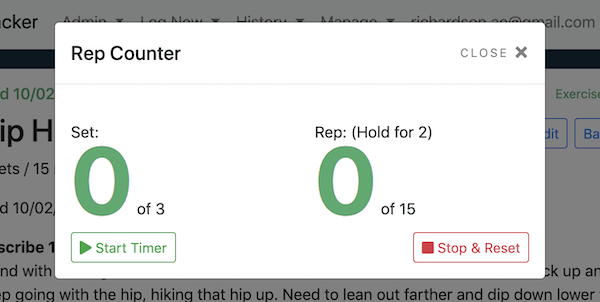 cker Admin Log Now History Manage richardson.ae@gmail.com
Rep Counter
CLOSE ×
d 10/02
Exercise
ip H
dit
Ba
Set:
0 of 3
Rep: (Hold for 2)
0 of 15
ets / 15
d 10/02,
Start Timer
Stop & Reset
scribe 1
nd with
ck up an
ep going with the hip, hiking that hip up. Need to lean out farther and dip down lower